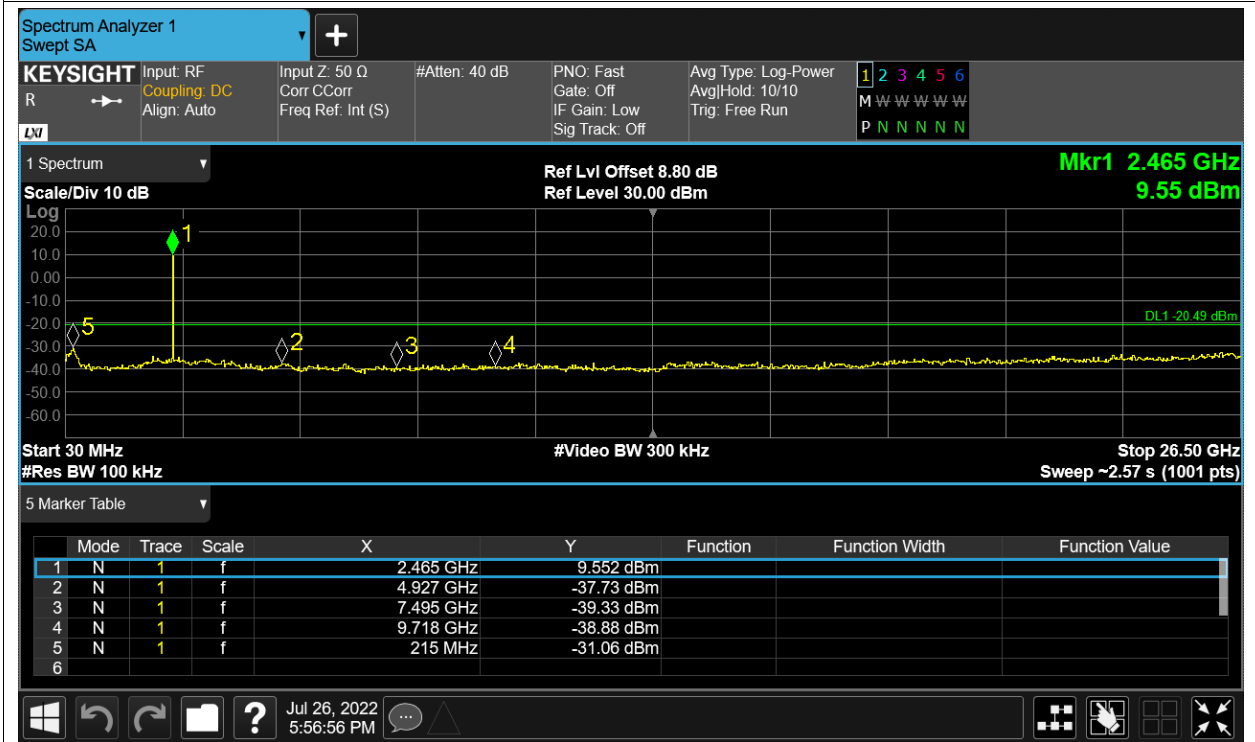 Spectrum Analyzer 1
Swept SA
+
KEYSIGHT
R
LXI
Input: RF
Coupling: DC
Align: Auto
Input Z: 50 Ω
Corr CCorr
Freq Ref: Int (S)
#Atten: 40 dB
PNO: Fast
Gate: Off
IF Gain: Low
Sig Track: Off
Avg Type: Log-Power
Avg|Hold: 10/10
Trig: Free Run
1 2 3 4 5 6
M W W W W W
P N N N N N
1 Spectrum
Scale/Div 10 dB
Ref Lvl Offset 8.80 dB
Ref Level 30.00 dBm
Mkr1 2.465 GHz
9.55 dBm
Log
20.0
10.0
0.00
-10.0
-20.0
-30.0
-40.0
-50.0
-60.0
1
5
2
3
4
DL1 -20.49 dBm
Start 30 MHz
#Res BW 100 kHz
#Video BW 300 kHz
Stop 26.50 GHz
Sweep ~2.57 s (1001 pts)
5 Marker Table
Mode Trace Scale X Y Function Function Width Function Value
1 N 1 f 2.465 GHz 9.552 dBm
2 N 1 f 4.927 GHz -37.73 dBm
3 N 1 f 7.495 GHz -39.33 dBm
4 N 1 f 9.718 GHz -38.88 dBm
5 N 1 f 215 MHz -31.06 dBm
6
?
Jul 26, 2022
5:56:56 PM